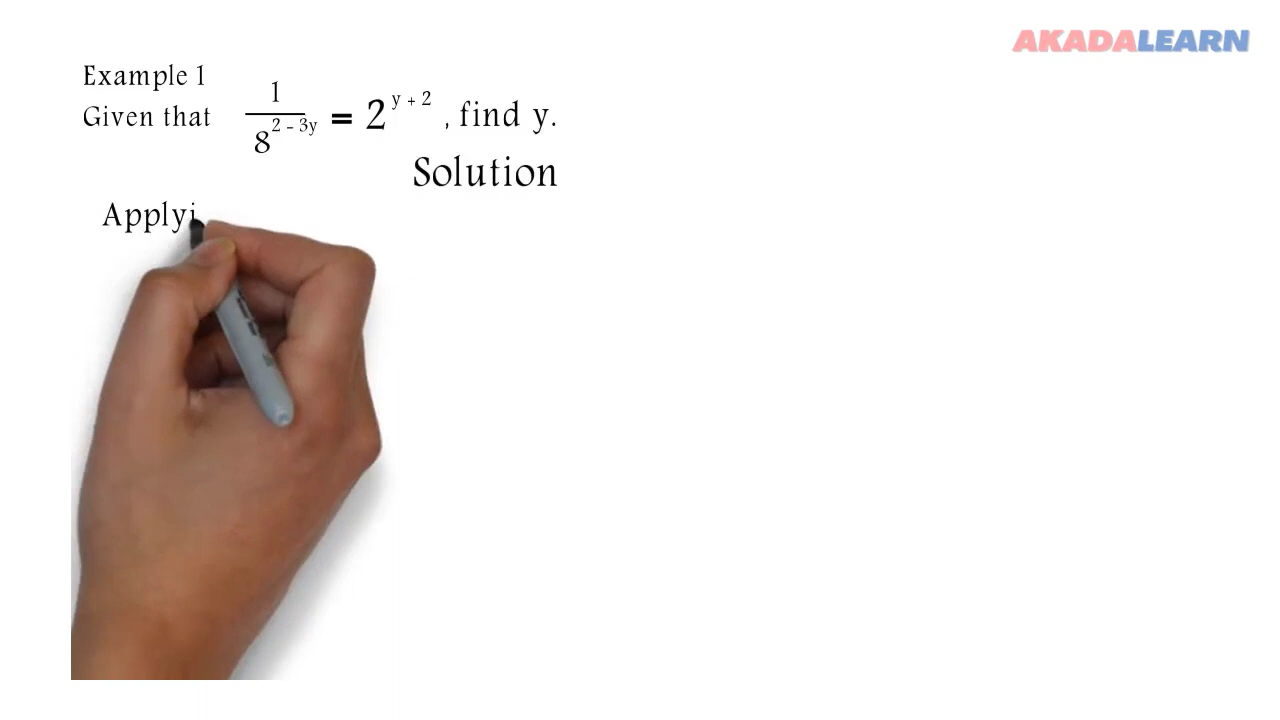 AKADALEARN
Example 1
Given that 1/8^(2 - 3y) = 2^(y + 2) , find y.
Solution
Applyi